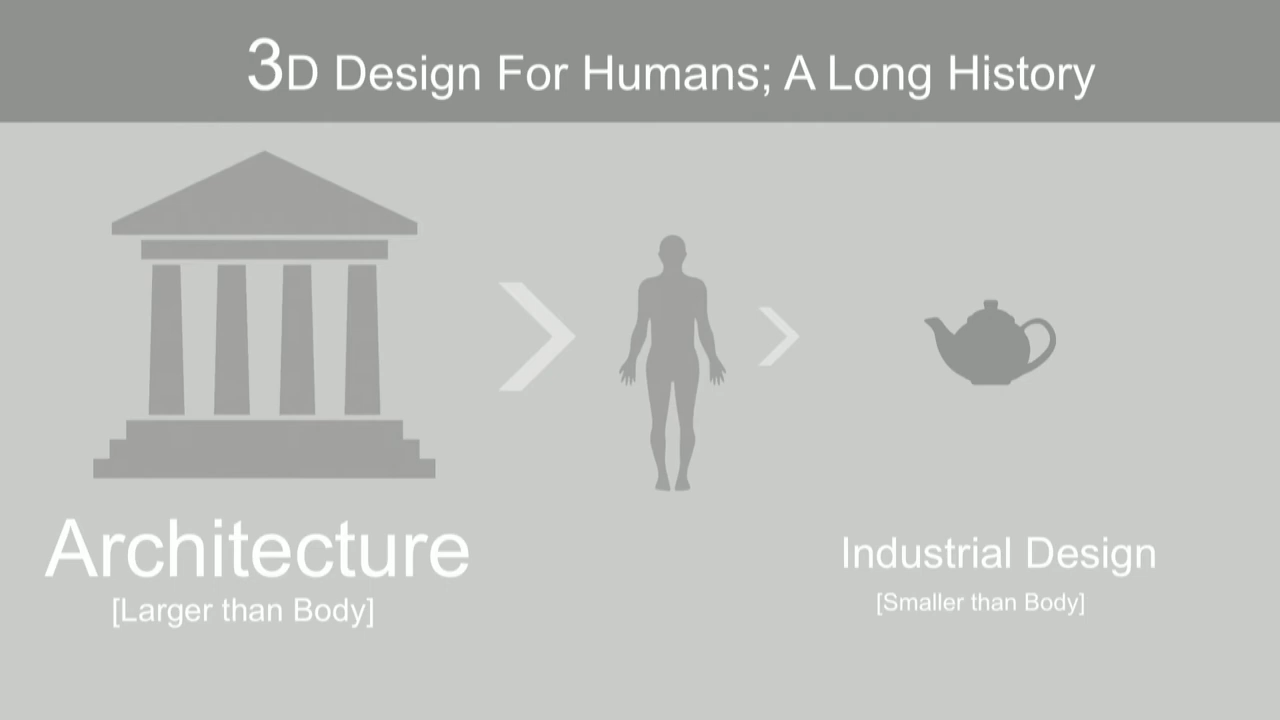 3D Design For Humans; A Long History
Architecture
[Larger than Body]
Industrial Design
[Smaller than Body]